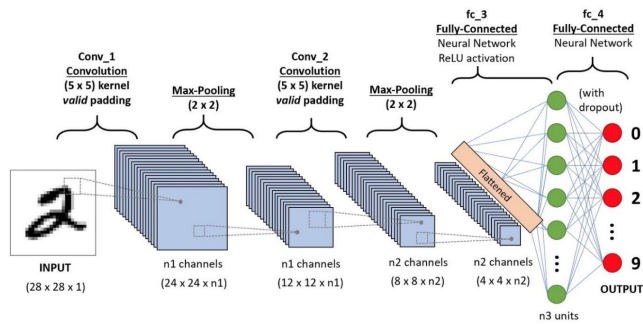 fc_3
Fully-Connected
Neural Network
ReLU activation
fc_4
Fully-Connected
Neural Network
Conv_1
Convolution
(5 x 5) kernel
valid padding
Max-Pooling
(2 x 2)
Conv_2
Convolution
(5 x 5) kernel
valid padding
Max-Pooling
(2 x 2)
(with
dropout)
Flattened
0
1
2
9
INPUT
(28 x 28 x 1)
n1 channels
(24 x 24 x n1)
n1 channels
(12 x 12 x n1)
n2 channels
(8 x 8 x n2)
n2 channels
(4 x 4 x n2)
n3 units
OUTPUT
2